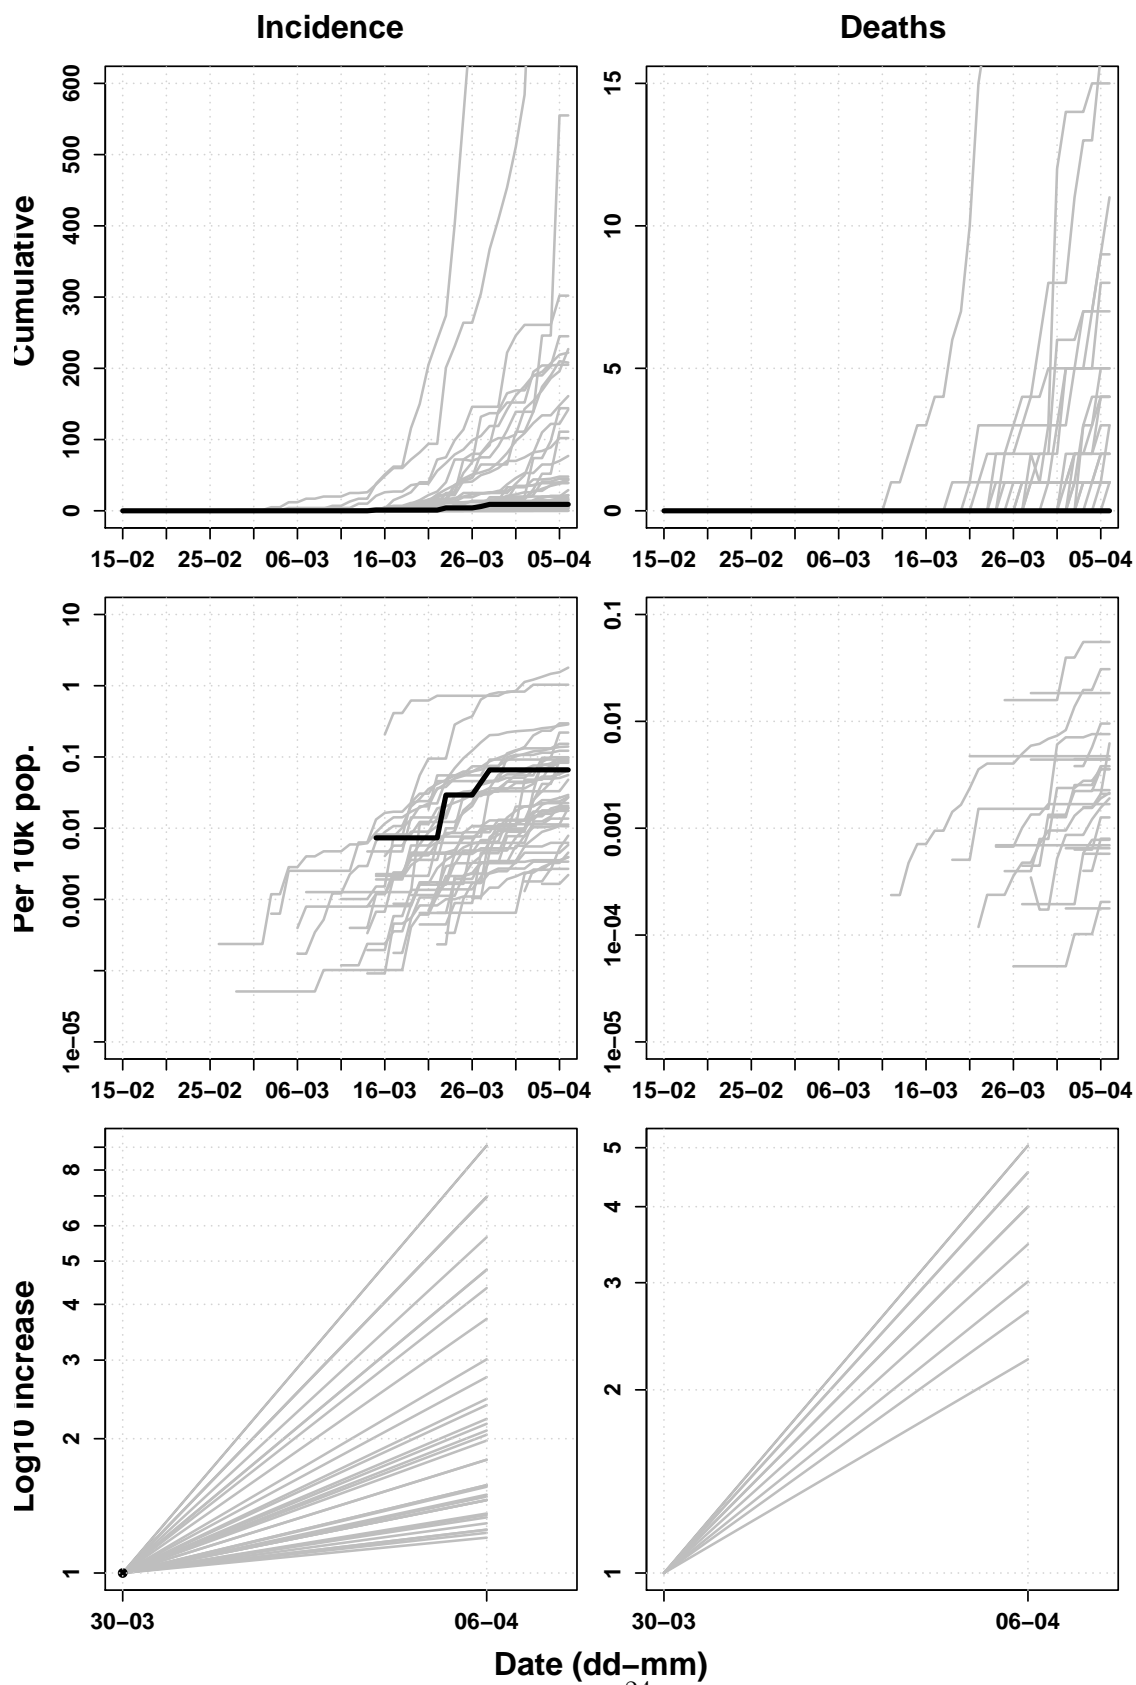 Incidence Deaths
Cumulative
0 100 200 300 400 500 600
15−02 25−02 06−03 16−03 26−03 05−04
0 5 10 15
15−02 25−02 06−03 16−03 26−03 05−04
Per 10k pop.
1e−05 0.001 0.01 0.1 1 10
15−02 25−02 06−03 16−03 26−03 05−04
1e−05 1e−04 0.001 0.01 0.1
15−02 25−02 06−03 16−03 26−03 05−04
Log10 increase
1 2 3 4 5 6 8
30−03 06−04
1 2 3 4 5
30−03 06−04
Date (dd−mm)